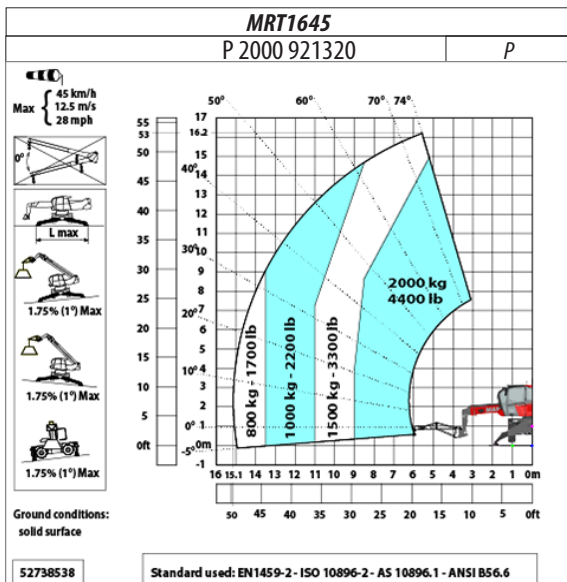 MRT1645
P 2000 921320
P
Max
45 km/h
12.5 m/s
28 mph
0°
L max
1.75% (1°) Max
1.75% (1°) Max
1.75% (1°) Max
Ground conditions:
solid surface
50° 60° 70° 74°
40°
30°
20°
10°
0°
-5°
55
53
50
45
40
35
30
25
20
15
10
5
0ft
17
16.2
15
14
13
12
11
10
9
8
7
6
5
4
3
2
1
0m
-1
800 kg - 1700 lb
1000 kg - 2200 lb
1500 kg - 3300 lb
2000 kg
4400 lb
16 15.1 14 13 12 11 10 9 8 7 6 5 4 3 2 1 0m
50 45 40 35 30 25 20 15 10 5 0ft
52738538
Standard used: EN1459-2 - ISO 10896-2 - AS 10896.1 - ANSI B56.6